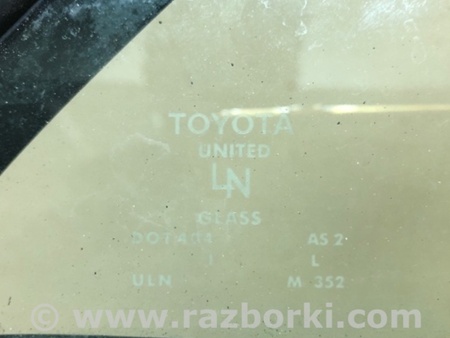 TOYOTA
UNITED
LN
GLASS
AS 2
L
ULN M-352
© www.razborki.com